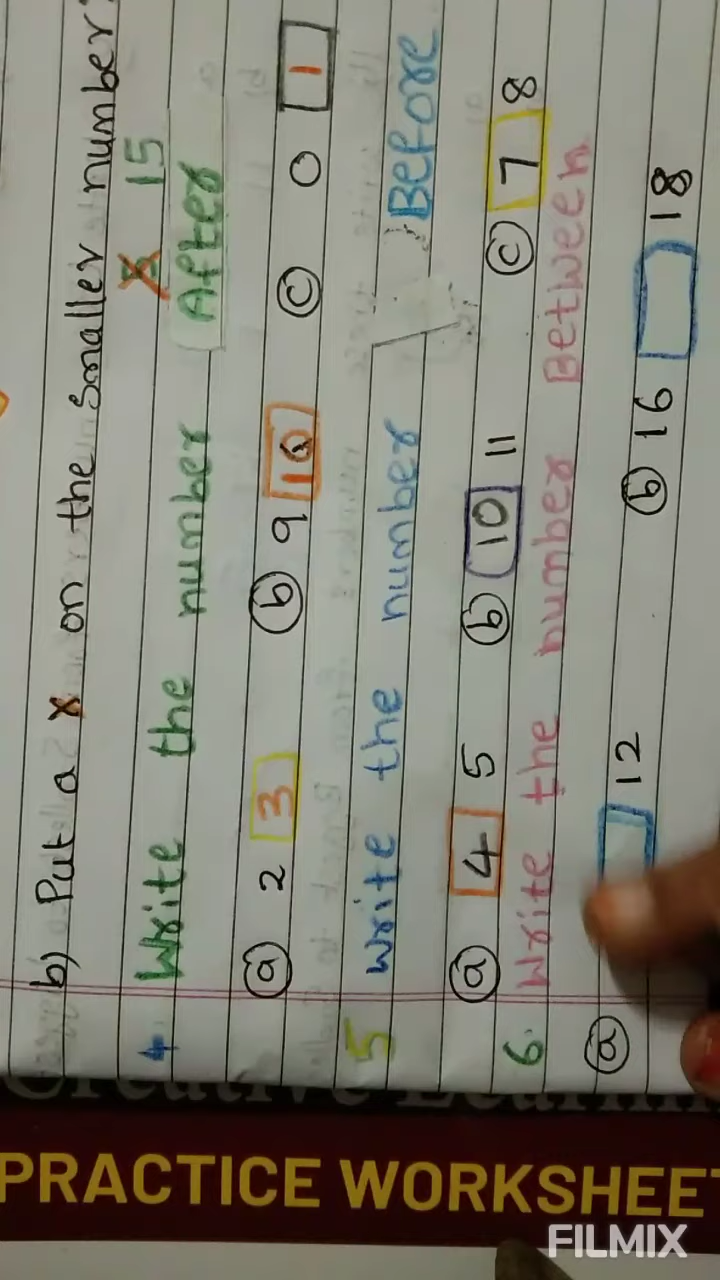 b) Put a x on the smaller number.
5 15
4. Write the number After
a 2 3 b 9 10 c 0 1
5 Write the number Before
a 4 5 b 10 11 c 7 8
6. Write the number Between
a 12 b 16 18
PRACTICE WORKSHEET
FILMIX